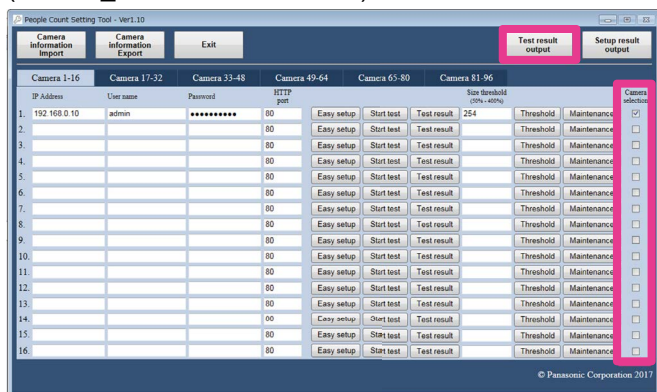 People Count Setting Tool - Ver1.10
Camera information Import
Camera information Export
Exit
Test result output
Setup result output
Camera 1-16 Camera 17-32 Camera 33-48 Camera 49-64 Camera 65-80 Camera 81-96
IP Address User name Password HTTP port Size threshold (50% - 400%) Camera selection
1. 192.168.0.10 admin ●●●●●●●●●● 80 Easy setup Start test Test result 254 Threshold Maintenance
2. 80 Easy setup Start test Test result Threshold Maintenance
3. 80 Easy setup Start test Test result Threshold Maintenance
4. 80 Easy setup Start test Test result Threshold Maintenance
5. 80 Easy setup Start test Test result Threshold Maintenance
6. 80 Easy setup Start test Test result Threshold Maintenance
7. 80 Easy setup Start test Test result Threshold Maintenance
8. 80 Easy setup Start test Test result Threshold Maintenance
9. 80 Easy setup Start test Test result Threshold Maintenance
10. 80 Easy setup Start test Test result Threshold Maintenance
11. 80 Easy setup Start test Test result Threshold Maintenance
12. 80 Easy setup Start test Test result Threshold Maintenance
13. 80 Easy setup Start test Test result Threshold Maintenance
14. 80 Easy setup Start test Test result Threshold Maintenance
15. 80 Easy setup Start test Test result Threshold Maintenance
16. 80 Easy setup Start test Test result Threshold Maintenance
© Panasonic Corporation 2017